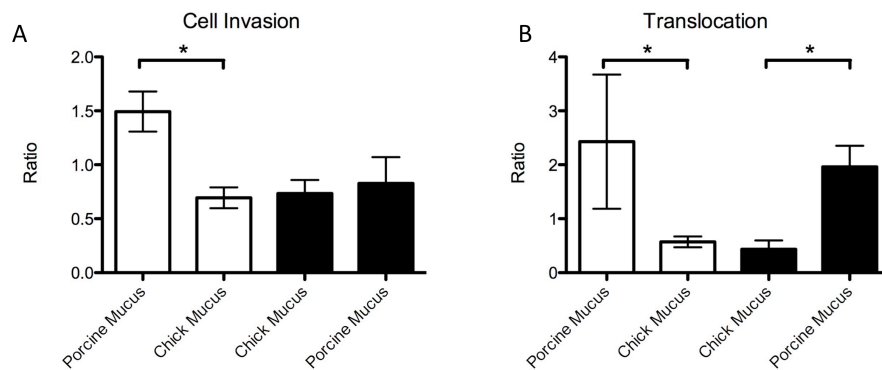 A
Cell Invasion
*
2.0
1.5
1.0
0.5
0.0
Ratio
Porcine Mucus
Chick Mucus
Chick Mucus
Porcine Mucus
B
Translocation
*
*
4
3
2
1
0
Ratio
Porcine Mucus
Chick Mucus
Chick Mucus
Porcine Mucus